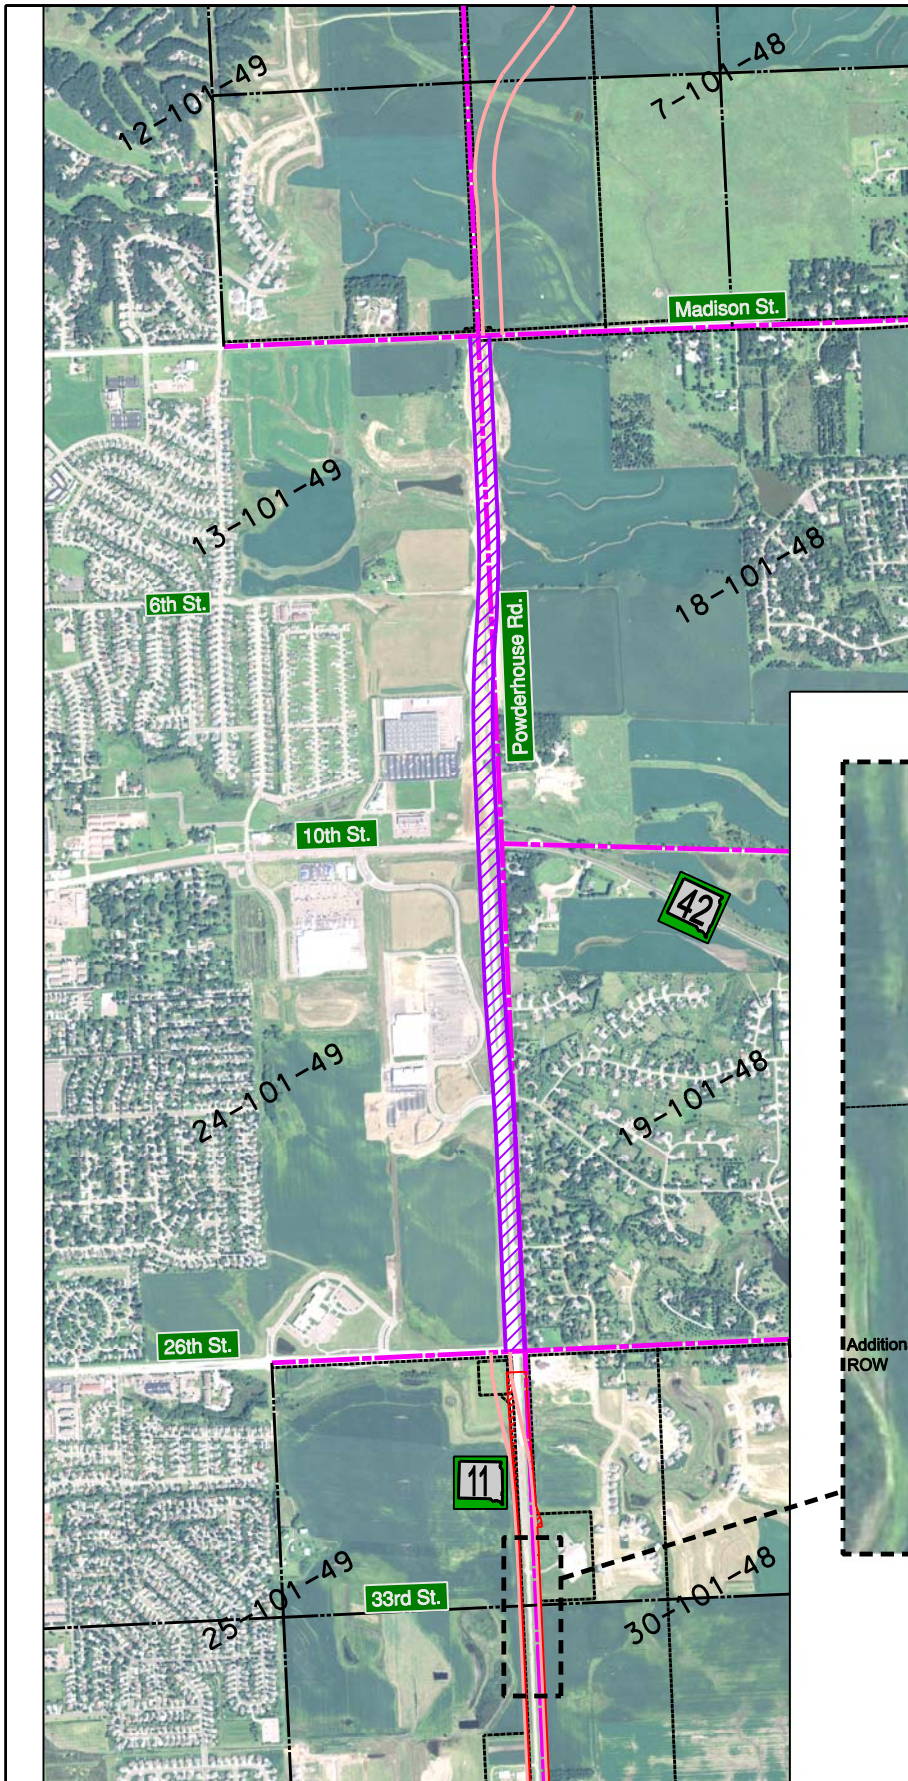 12-101-49
7-101-48
Madison St.
13-101-49
18-101-48
6th St.
Powderhouse Rd.
10th St.
42
24-101-49
19-101-48
26th St.
Addition
ROW
11
25-101-49
33rd St.
30-101-48